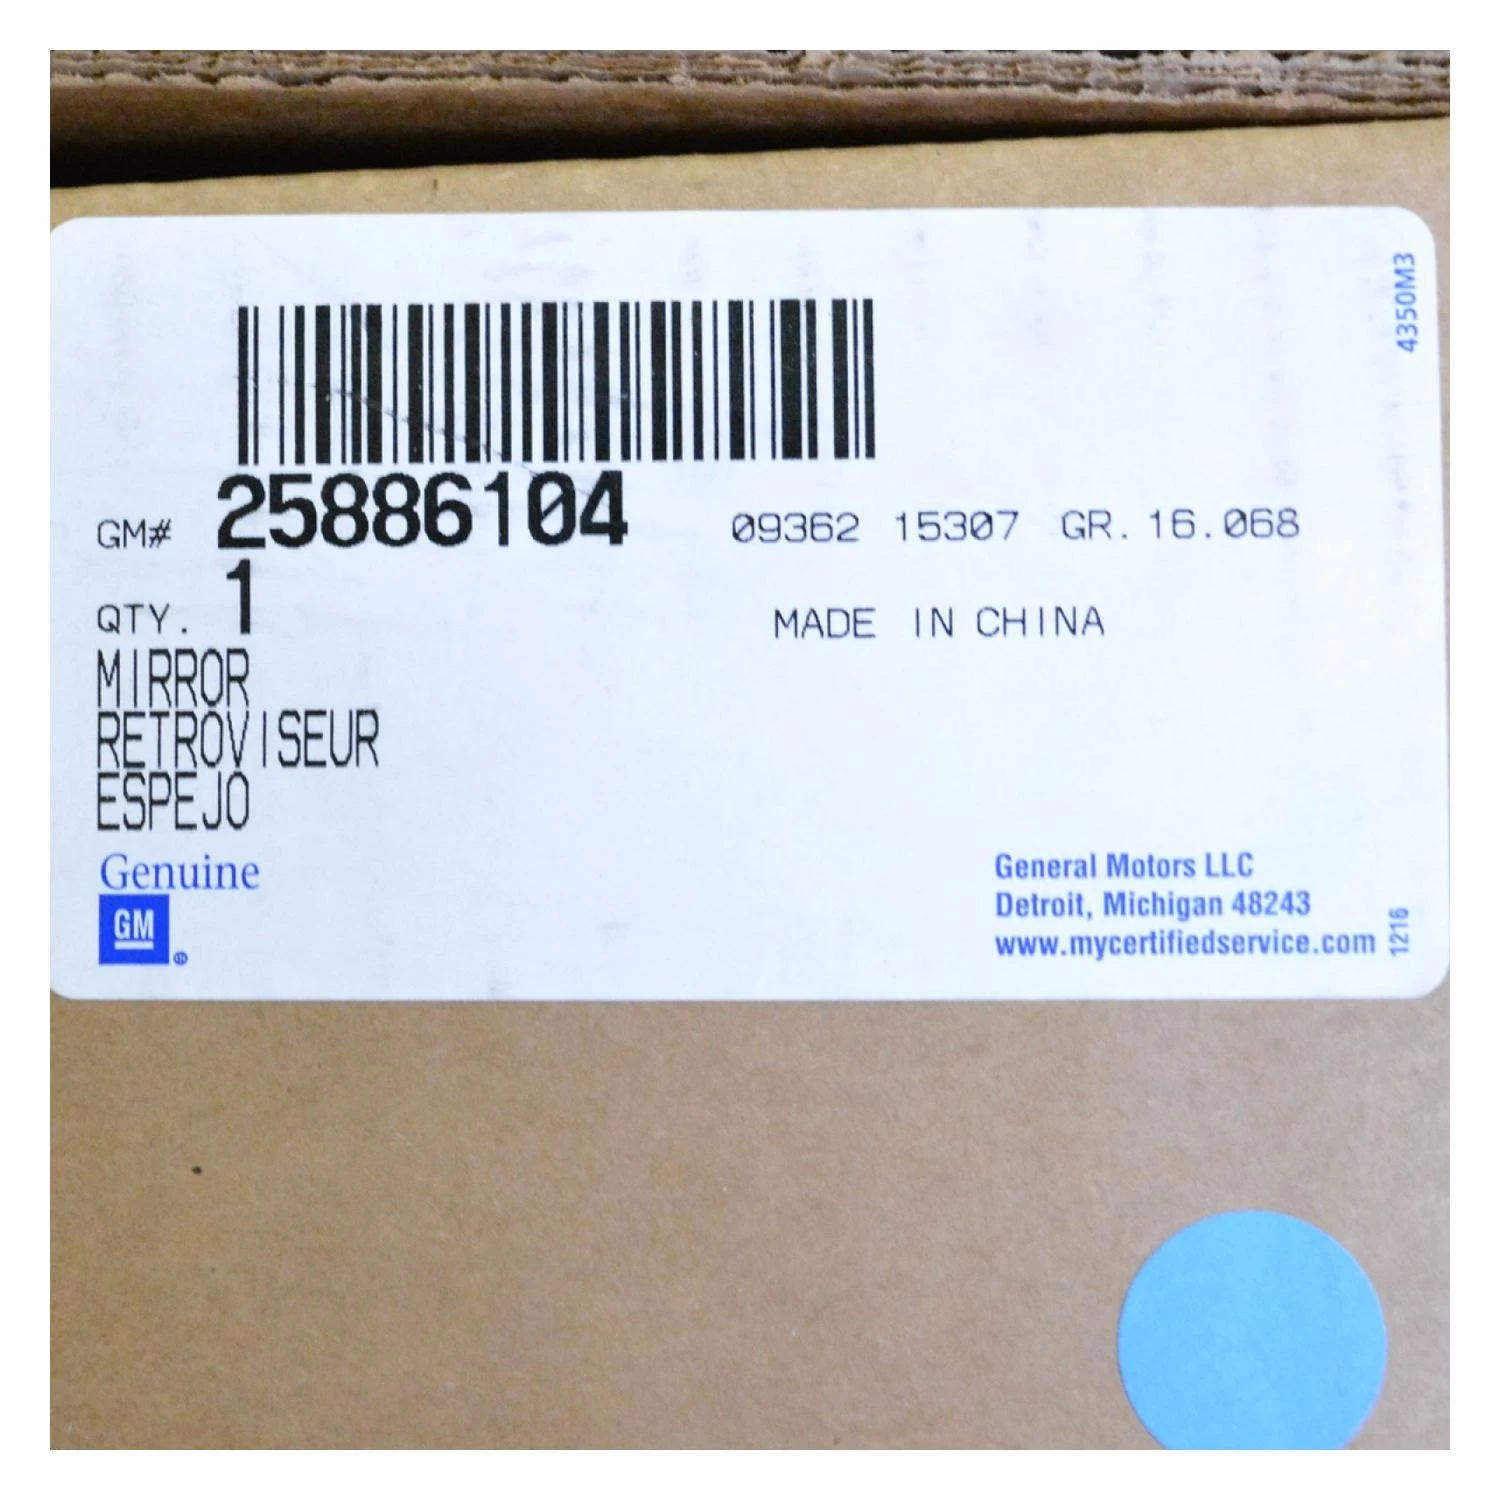 4350M3
GM# 25886104 09362 15307 GR. 16.068
QTY. 1 MADE IN CHINA
MIRROR
RETROVISEUR
ESPEJO
Genuine
GM®
General Motors LLC
Detroit, Michigan 48243
www.mycertifiedservice.com
1216